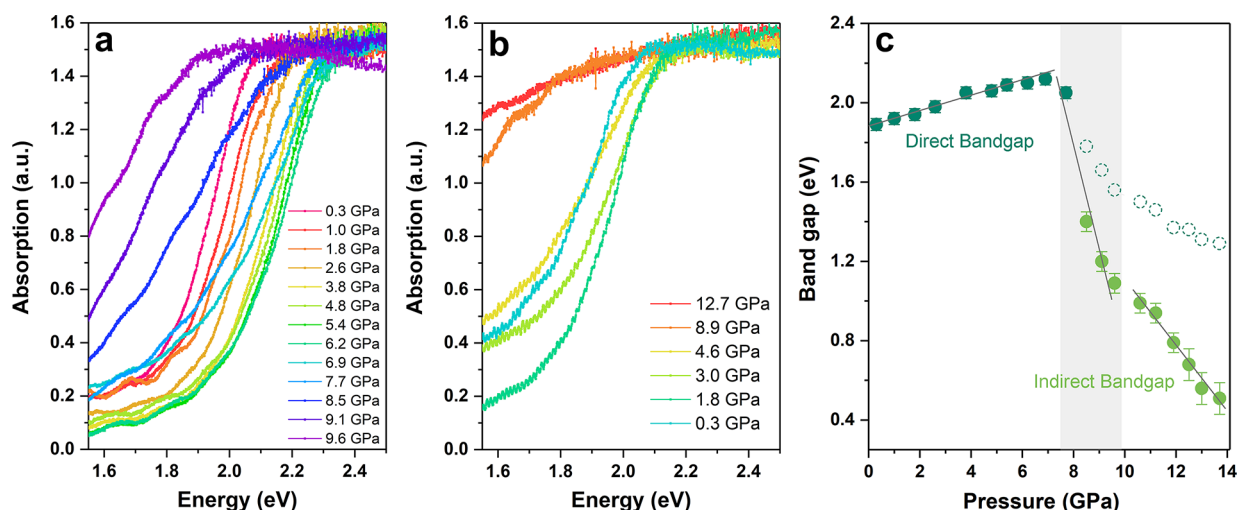 a
Absorption (a.u.)
1.6
1.4
1.2
1.0
0.8
0.6
0.4
0.2
0.0
0.3 GPa
1.0 GPa
1.8 GPa
2.6 GPa
3.8 GPa
4.8 GPa
5.4 GPa
6.2 GPa
6.9 GPa
7.7 GPa
8.5 GPa
9.1 GPa
9.6 GPa
1.6 1.8 2.0 2.2 2.4
Energy (eV)
b
Absorption (a.u.)
1.6
1.4
1.2
1.0
0.8
0.6
0.4
0.2
0.0
12.7 GPa
8.9 GPa
4.6 GPa
3.0 GPa
1.8 GPa
0.3 GPa
1.6 1.8 2.0 2.2 2.4
Energy (eV)
c
Band gap (eV)
2.4
2.0
1.6
1.2
0.8
0.4
Direct Bandgap
Indirect Bandgap
0 2 4 6 8 10 12 14
Pressure (GPa)